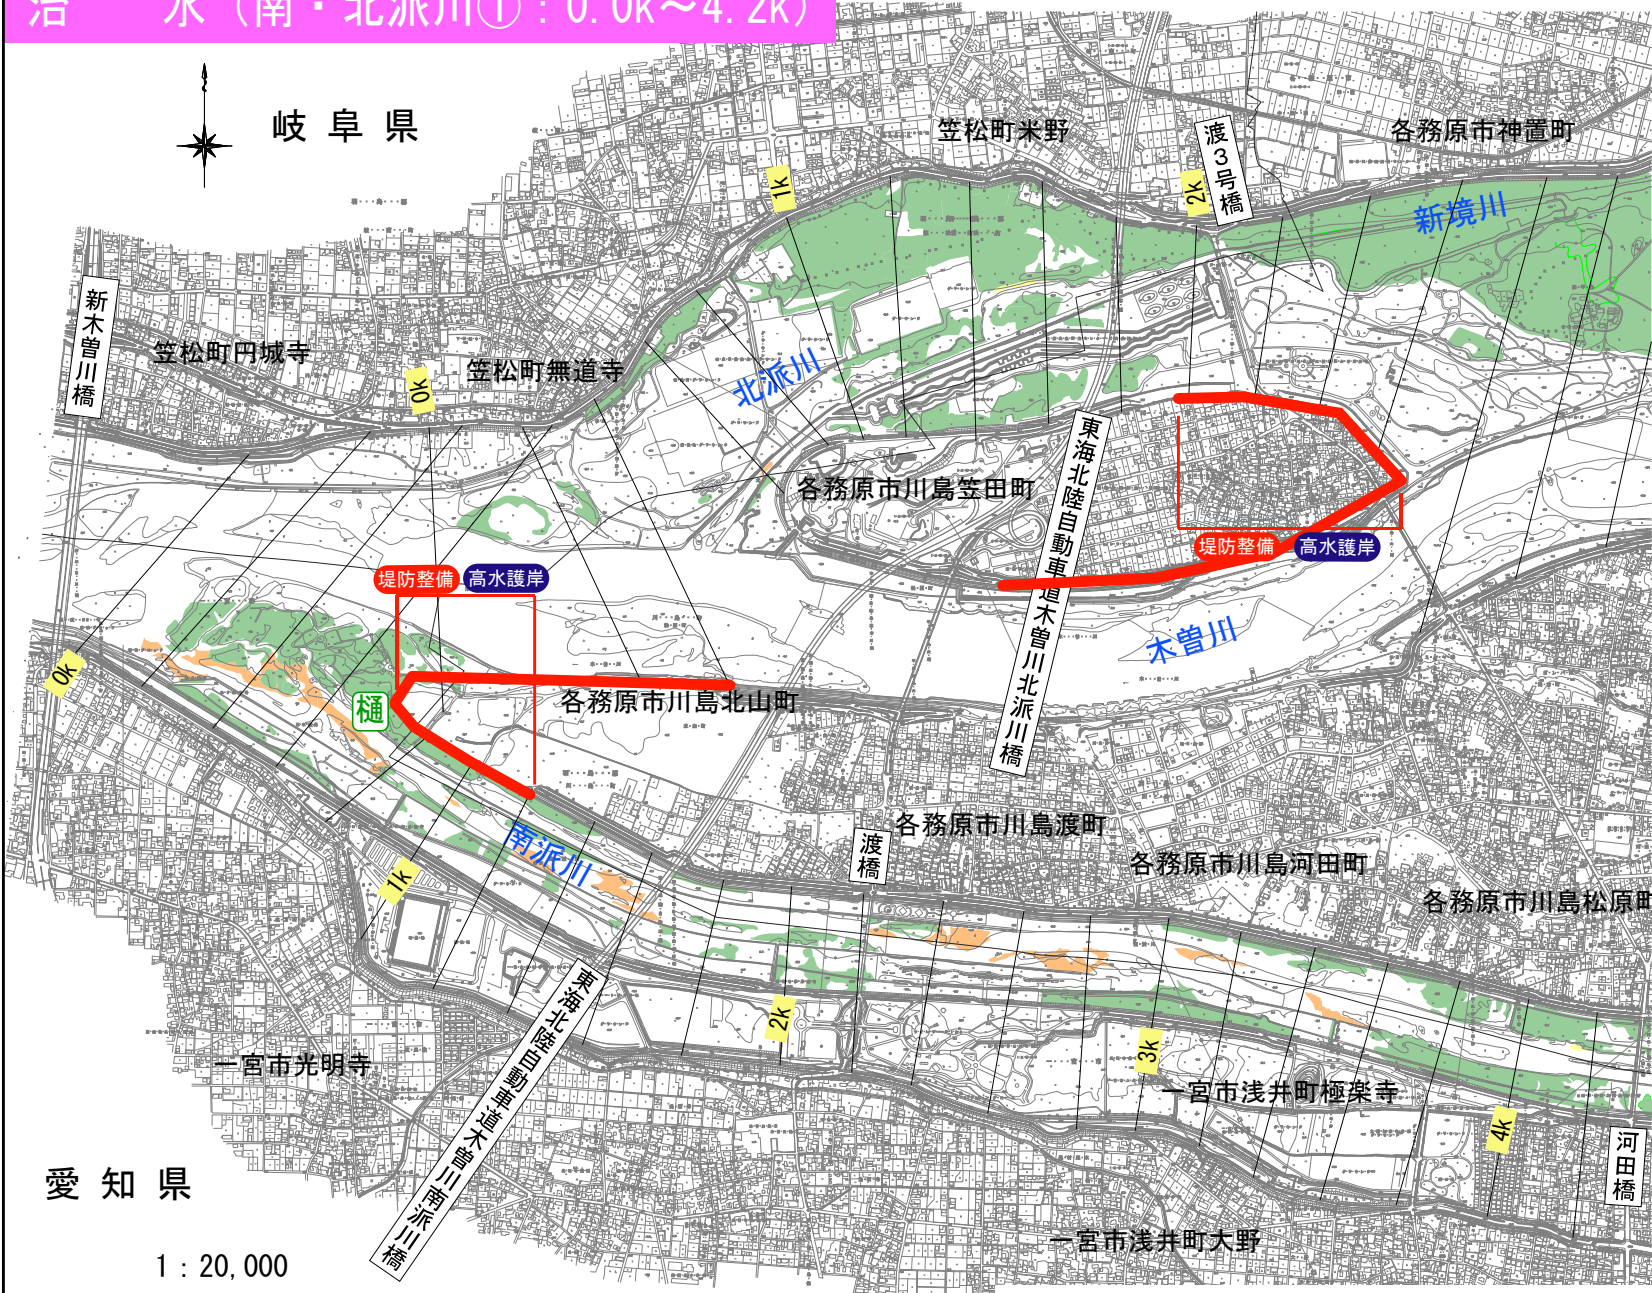 治　　水（南・北派川①：0.0k～4.2k）
岐阜県
笠松町米野
渡3号橋
各務原市神置町
1k
2k
新境川
新木曽川橋
笠松町円城寺
0k
笠松町無道寺
北派川
各務原市川島笠田町
東海北陸自動車道木曽川北派川橋
堤防整備
高水護岸
堤防整備
高水護岸
木曽川
0k
樋
各務原市川島北山町
南派川
1k
渡橋
各務原市川島渡町
各務原市川島河田町
各務原市川島松原町
2k
3k
4k
一宮市光明寺
東海北陸自動車道木曽川南派川橋
一宮市浅井町極楽寺
河田橋
愛知県
一宮市浅井町大野
1：20,000